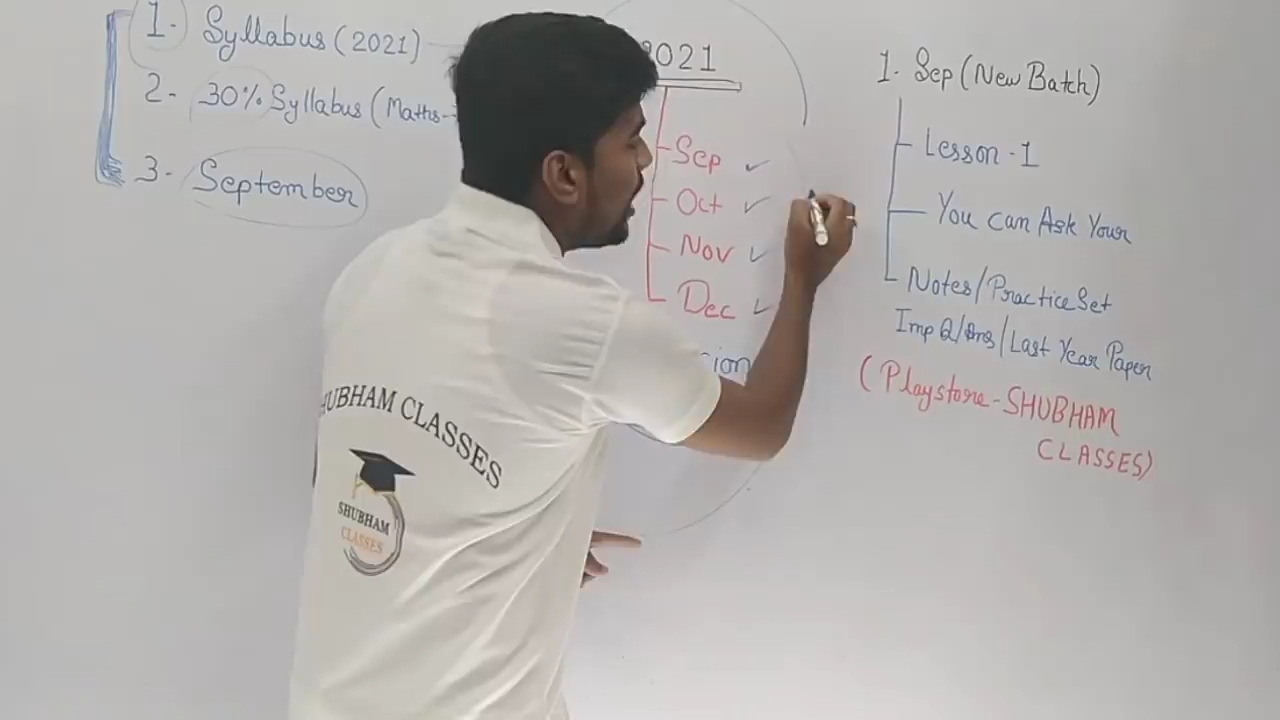 1- Syllabus (2021)
2- 30% Syllabus (Maths-
3- September
2021
Sep ✓
Oct ✓
Nov ✓
Dec ✓
ion
1- Sep (New Batch)
Lesson -1
You can Ask Your
Notes/Practice Set
Imp Q/Ans/Last Year Paper
(Playstore-SHUBHAM
CLASSES)
HUBHAM CLASSES
SHUBHAM
CLASSES